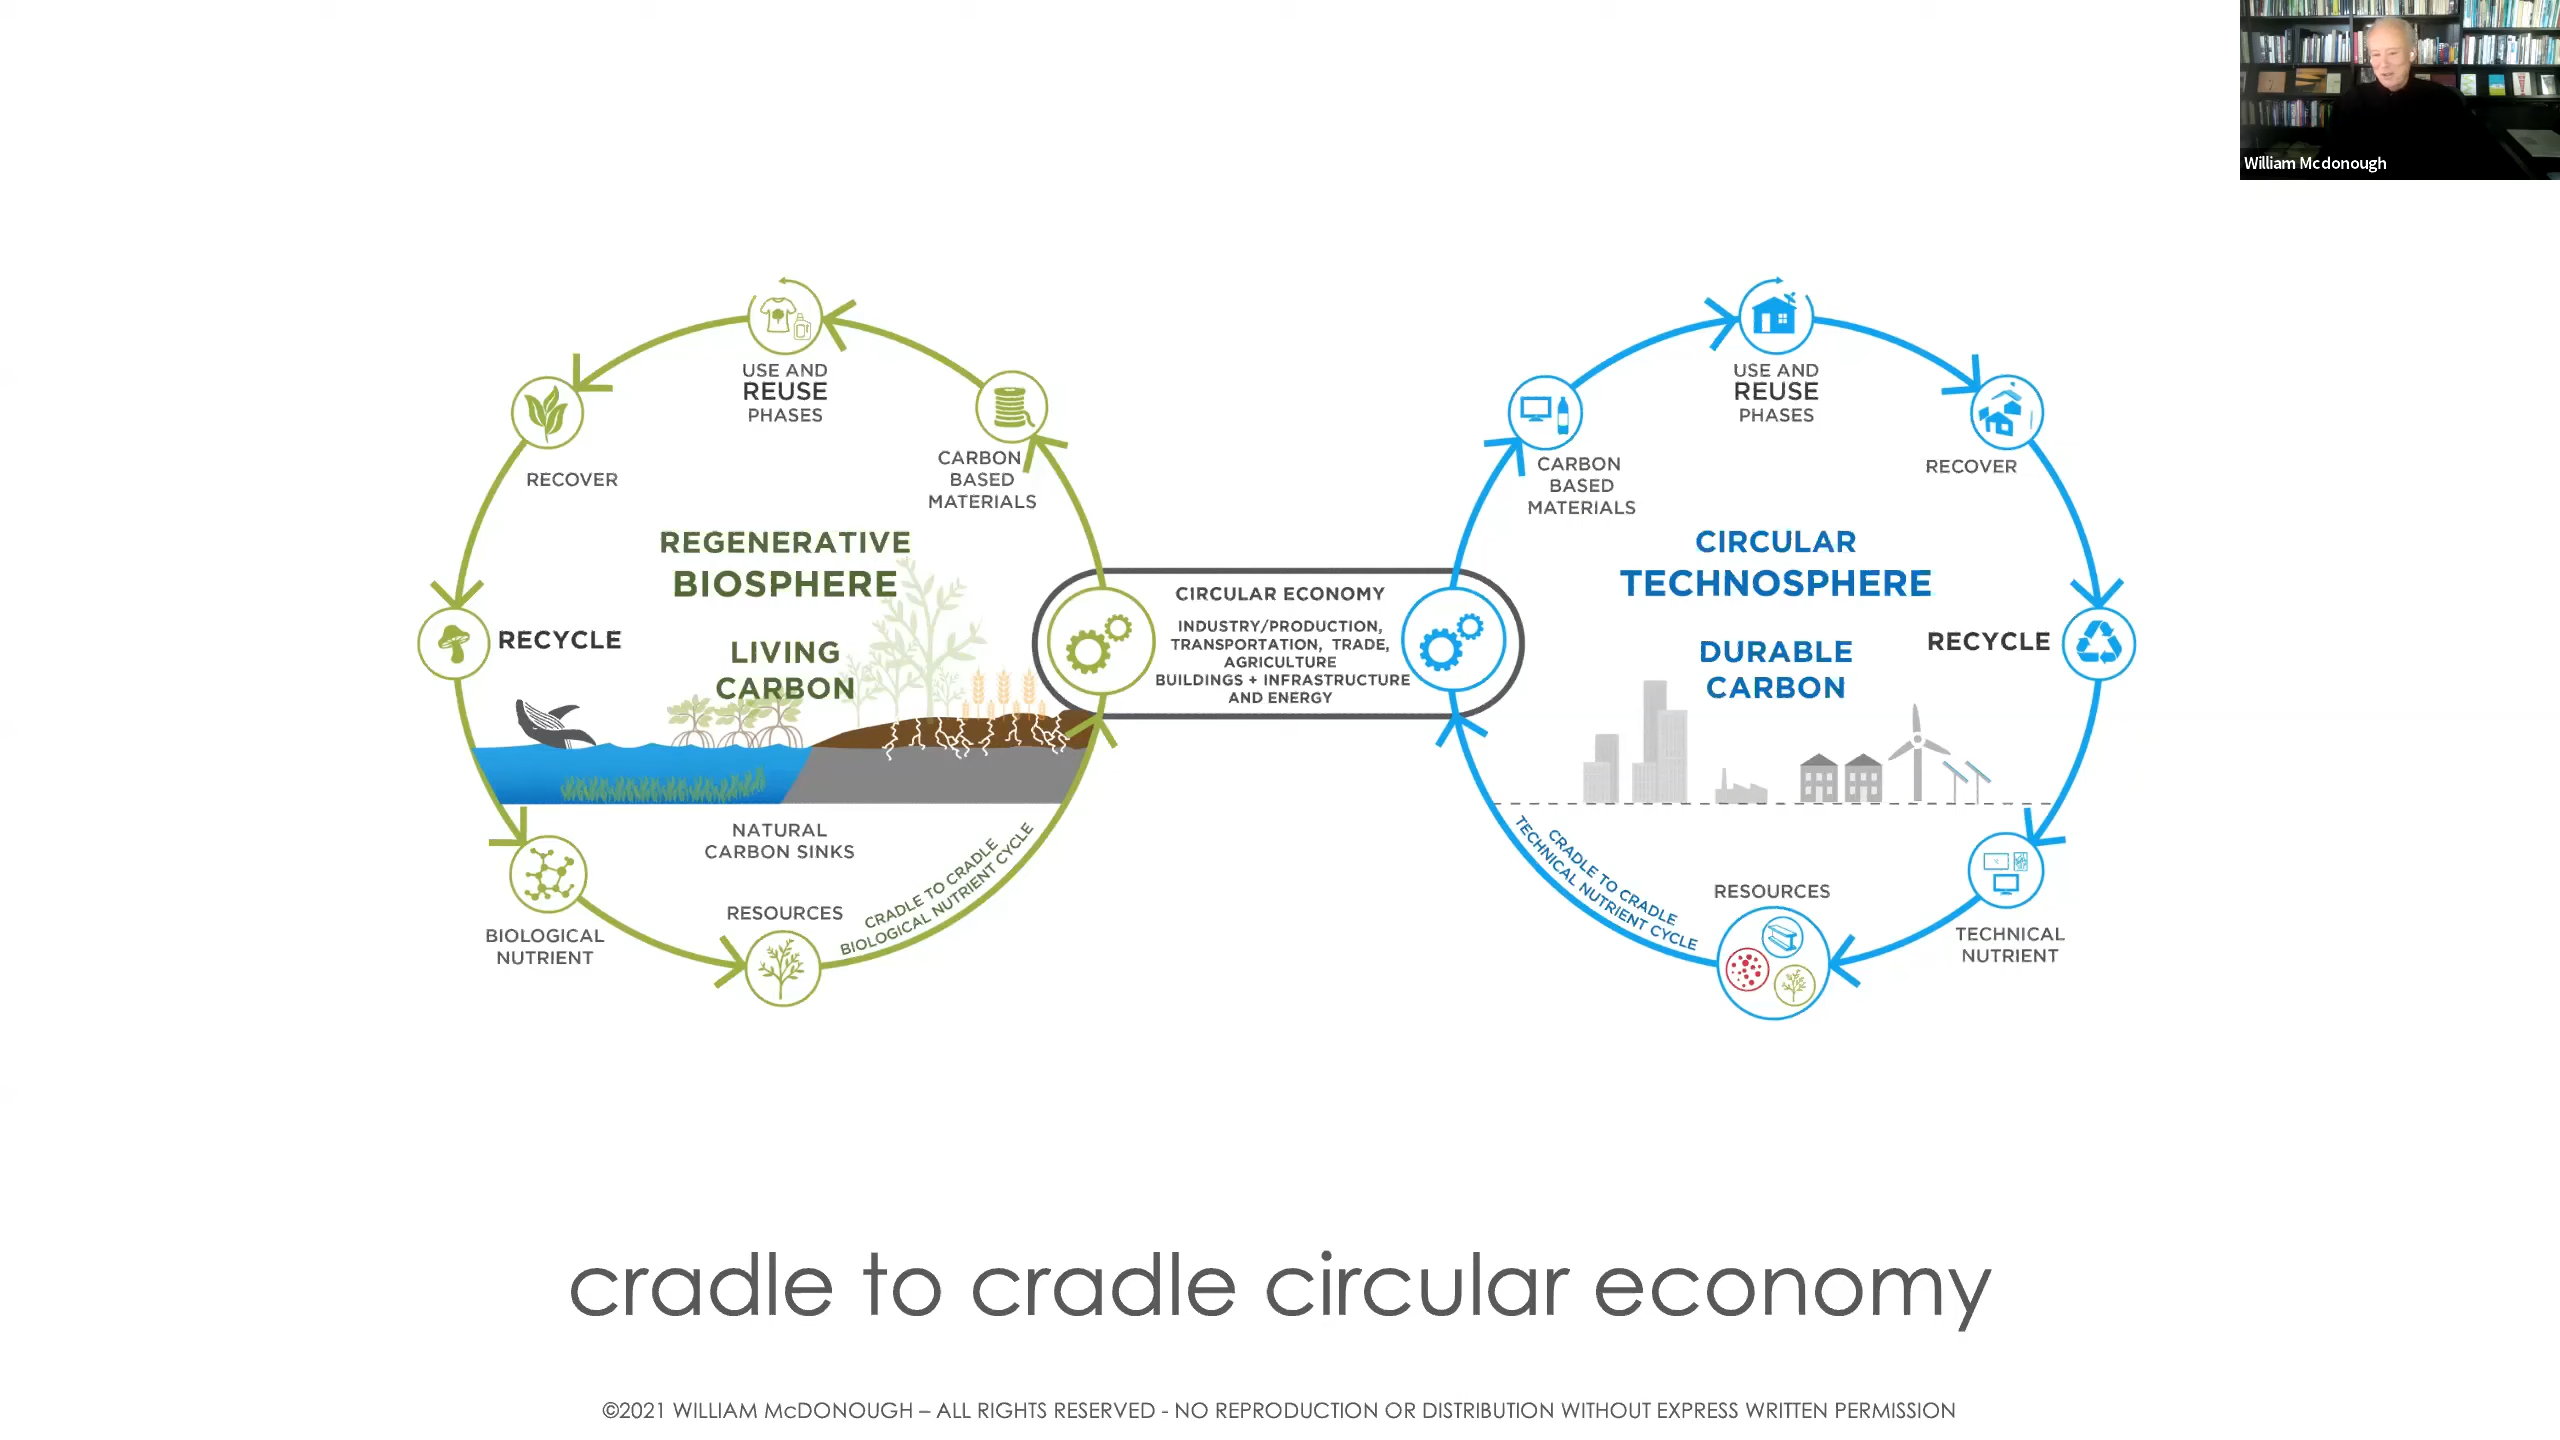 William Mcdonough
USE AND
REUSE
PHASES
RECOVER
CARBON
BASED
MATERIALS
REGENERATIVE
BIOSPHERE
LIVING
CARBON
RECYCLE
NATURAL
CARBON SINKS
BIOLOGICAL
NUTRIENT
RESOURCES
CRADLE TO CRADLE
BIOLOGICAL NUTRIENT CYCLE
CIRCULAR ECONOMY
INDUSTRY/PRODUCTION,
TRANSPORTATION, TRADE,
AGRICULTURE
BUILDINGS + INFRASTRUCTURE
AND ENERGY
USE AND
REUSE
PHASES
CARBON
BASED
MATERIALS
RECOVER
CIRCULAR
TECHNOSPHERE
DURABLE
CARBON
RECYCLE
CRADLE TO CRADLE
TECHNICAL NUTRIENT CYCLE
RESOURCES
TECHNICAL
NUTRIENT
cradle to cradle circular economy
©2021 WILLIAM McDONOUGH – ALL RIGHTS RESERVED - NO REPRODUCTION OR DISTRIBUTION WITHOUT EXPRESS WRITTEN PERMISSION